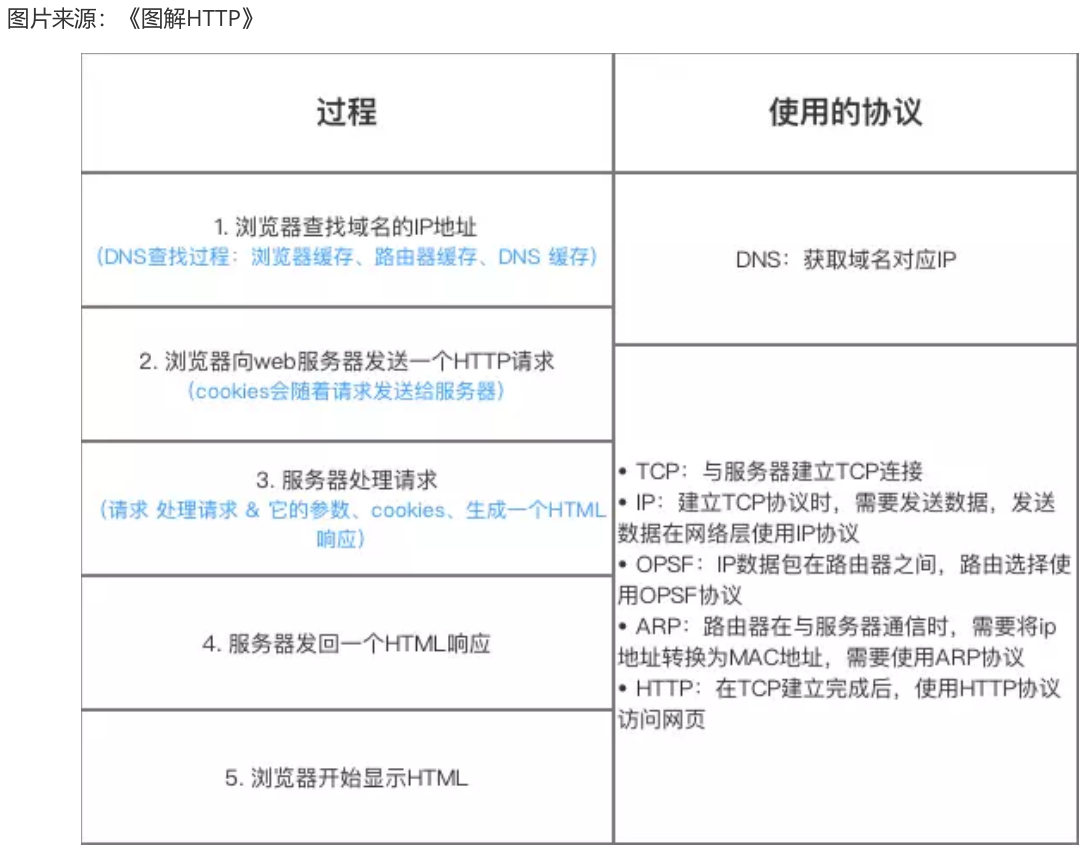 图片来源：《图解HTTP》
过程
使用的协议
1. 浏览器查找域名的IP地址
（DNS查找过程：浏览器缓存、路由器缓存、DNS 缓存）
DNS：获取域名对应IP
2. 浏览器向web服务器发送一个HTTP请求
（cookies会随着请求发送给服务器）
3. 服务器处理请求
（请求 处理请求 & 它的参数、cookies、生成一个HTML
响应）
4. 服务器发回一个HTML响应
5. 浏览器开始显示HTML
• TCP：与服务器建立TCP连接
• IP：建立TCP协议时，需要发送数据，发送
数据在网络层使用IP协议
• OPSF：IP数据包在路由器之间，路由选择使
用OPSF协议
• ARP：路由器在与服务器通信时，需要将ip
地址转换为MAC地址，需要使用ARP协议
• HTTP：在TCP建立完成后，使用HTTP协议
访问网页